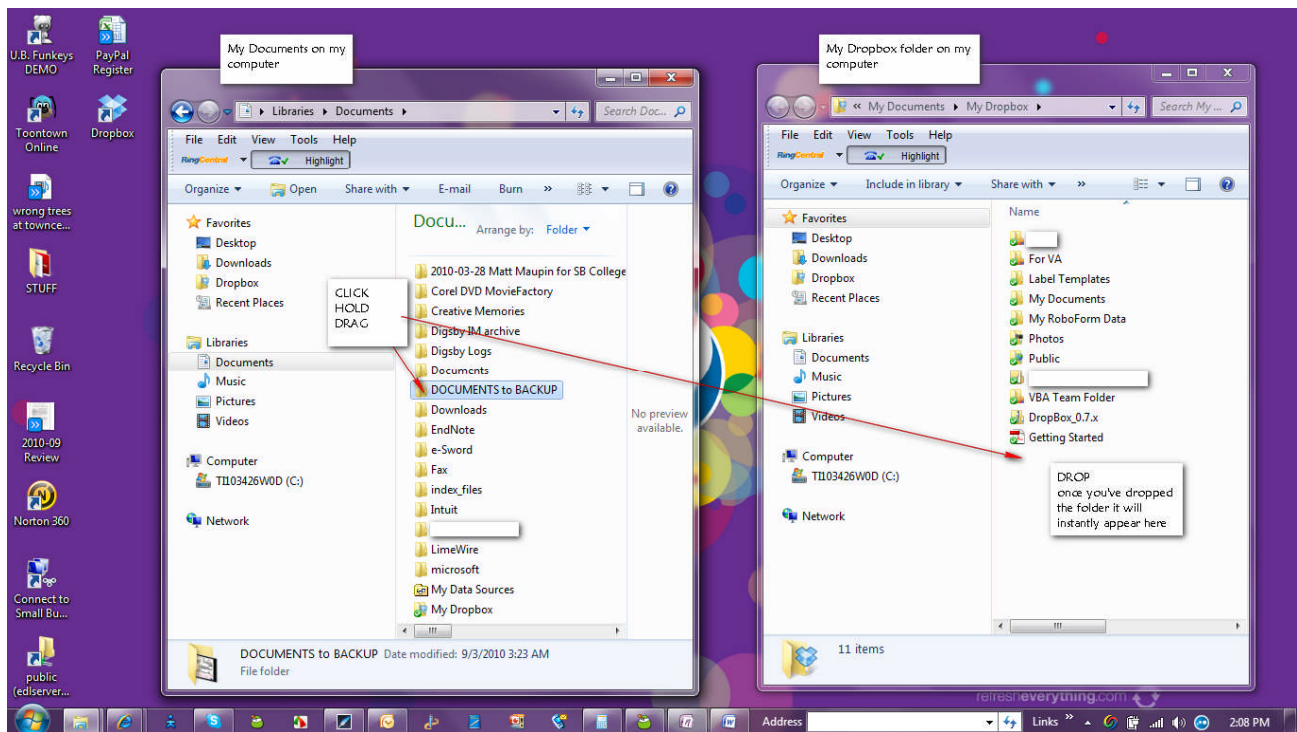 U.B. Funkeys
DEMO
PayPal
Register
Toontown
Online
Dropbox
wrong trees
at townce...
STUFF
Recycle Bin
2010-09
Review
Norton 360
Connect to
Small Bu...
public
(edlserver...
My Documents on my
computer
Libraries Documents
Search Doc...
File Edit View Tools Help
RingCentral Highlight
Organize Open Share with E-mail Burn »
Favorites
Desktop
Downloads
Dropbox
Recent Places
Libraries
Documents
Music
Pictures
Videos
Computer
TI103426W0D (C:)
Network
CLICK
HOLD
DRAG
Docu... Arrange by: Folder
2010-03-28 Matt Maupin for SB College
Corel DVD MovieFactory
Creative Memories
Digsby IM archive
Digsby Logs
Documents
DOCUMENTS to BACKUP
Downloads
EndNote
e-Sword
Fax
index_files
Intuit
LimeWire
microsoft
My Data Sources
My Dropbox
No preview
available.
DOCUMENTS to BACKUP Date modified: 9/3/2010 3:23 AM
File folder
My Dropbox folder on my
computer
« My Documents My Dropbox
Search My ...
File Edit View Tools Help
RingCentral Highlight
Organize Include in library Share with »
Favorites
Desktop
Downloads
Dropbox
Recent Places
Libraries
Documents
Music
Pictures
Videos
Computer
TI103426W0D (C:)
Network
Name
For VA
Label Templates
My Documents
My RoboForm Data
Photos
Public
VBA Team Folder
DropBox_0.7.x
Getting Started
DROP
once you've dropped
the folder it will
instantly appear here
11 items
refresheverything.com
Address
Links »
2:08 PM